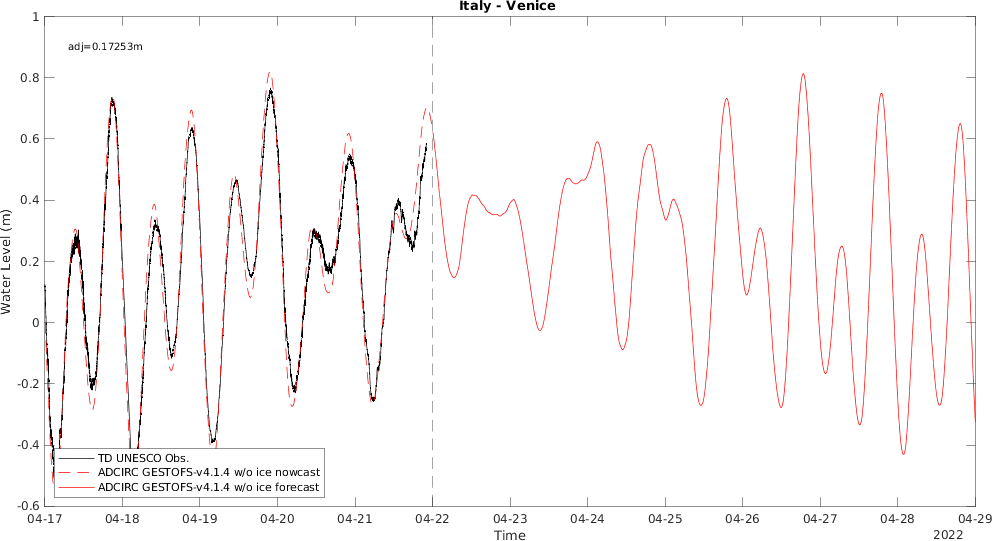 Italy - Venice
1
adj=0.17253m
0.8
0.6
0.4
0.2
0
-0.2
-0.4
-0.6
Water Level (m)
TD UNESCO Obs.
ADCIRC GESTOFS-v4.1.4 w/o ice nowcast
ADCIRC GESTOFS-v4.1.4 w/o ice forecast
04-17 04-18 04-19 04-20 04-21 04-22 04-23 04-24 04-25 04-26 04-27 04-28 04-29
Time
2022